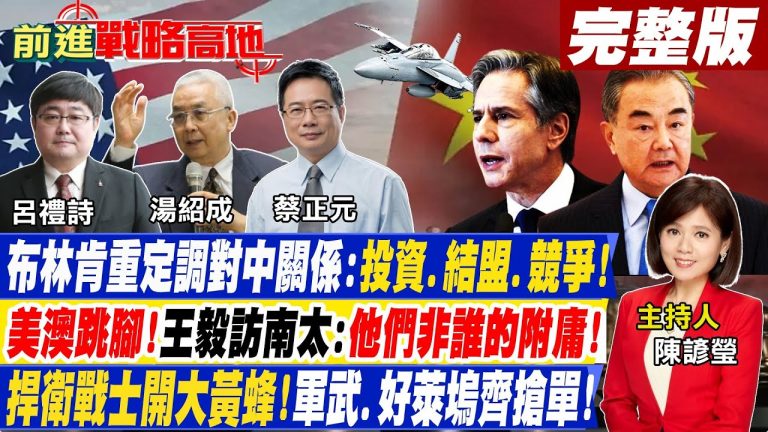 前進戰略高地
完整版
呂禮詩
湯紹成
蔡正元
布林肯重定調對中關係:投資.結盟.競爭!
美澳跳腳!王毅訪南太:他們非誰的附庸!
捍衛戰士開大黃蜂!軍武.好萊塢齊搶單!
主持人
陳諺瑩